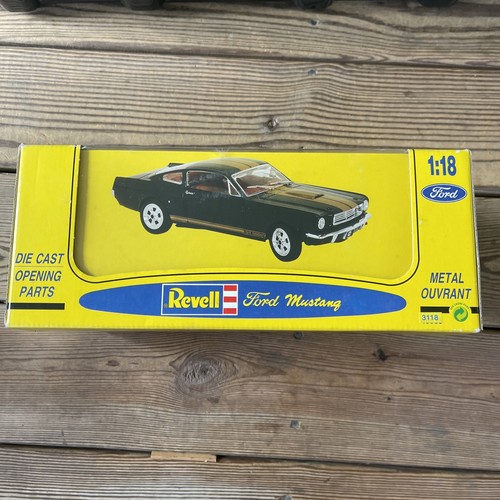 1:18
Ford
DIE CAST
OPENING
PARTS
Revell
Ford Mustang
METAL
OUVRANT
3118